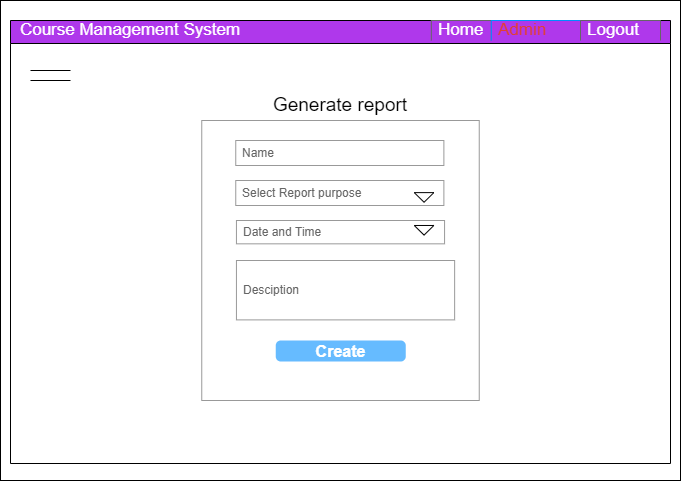 Course Management System Home Admin Logout
Generate report
Name
Select Report purpose
Date and Time
Desciption
Create